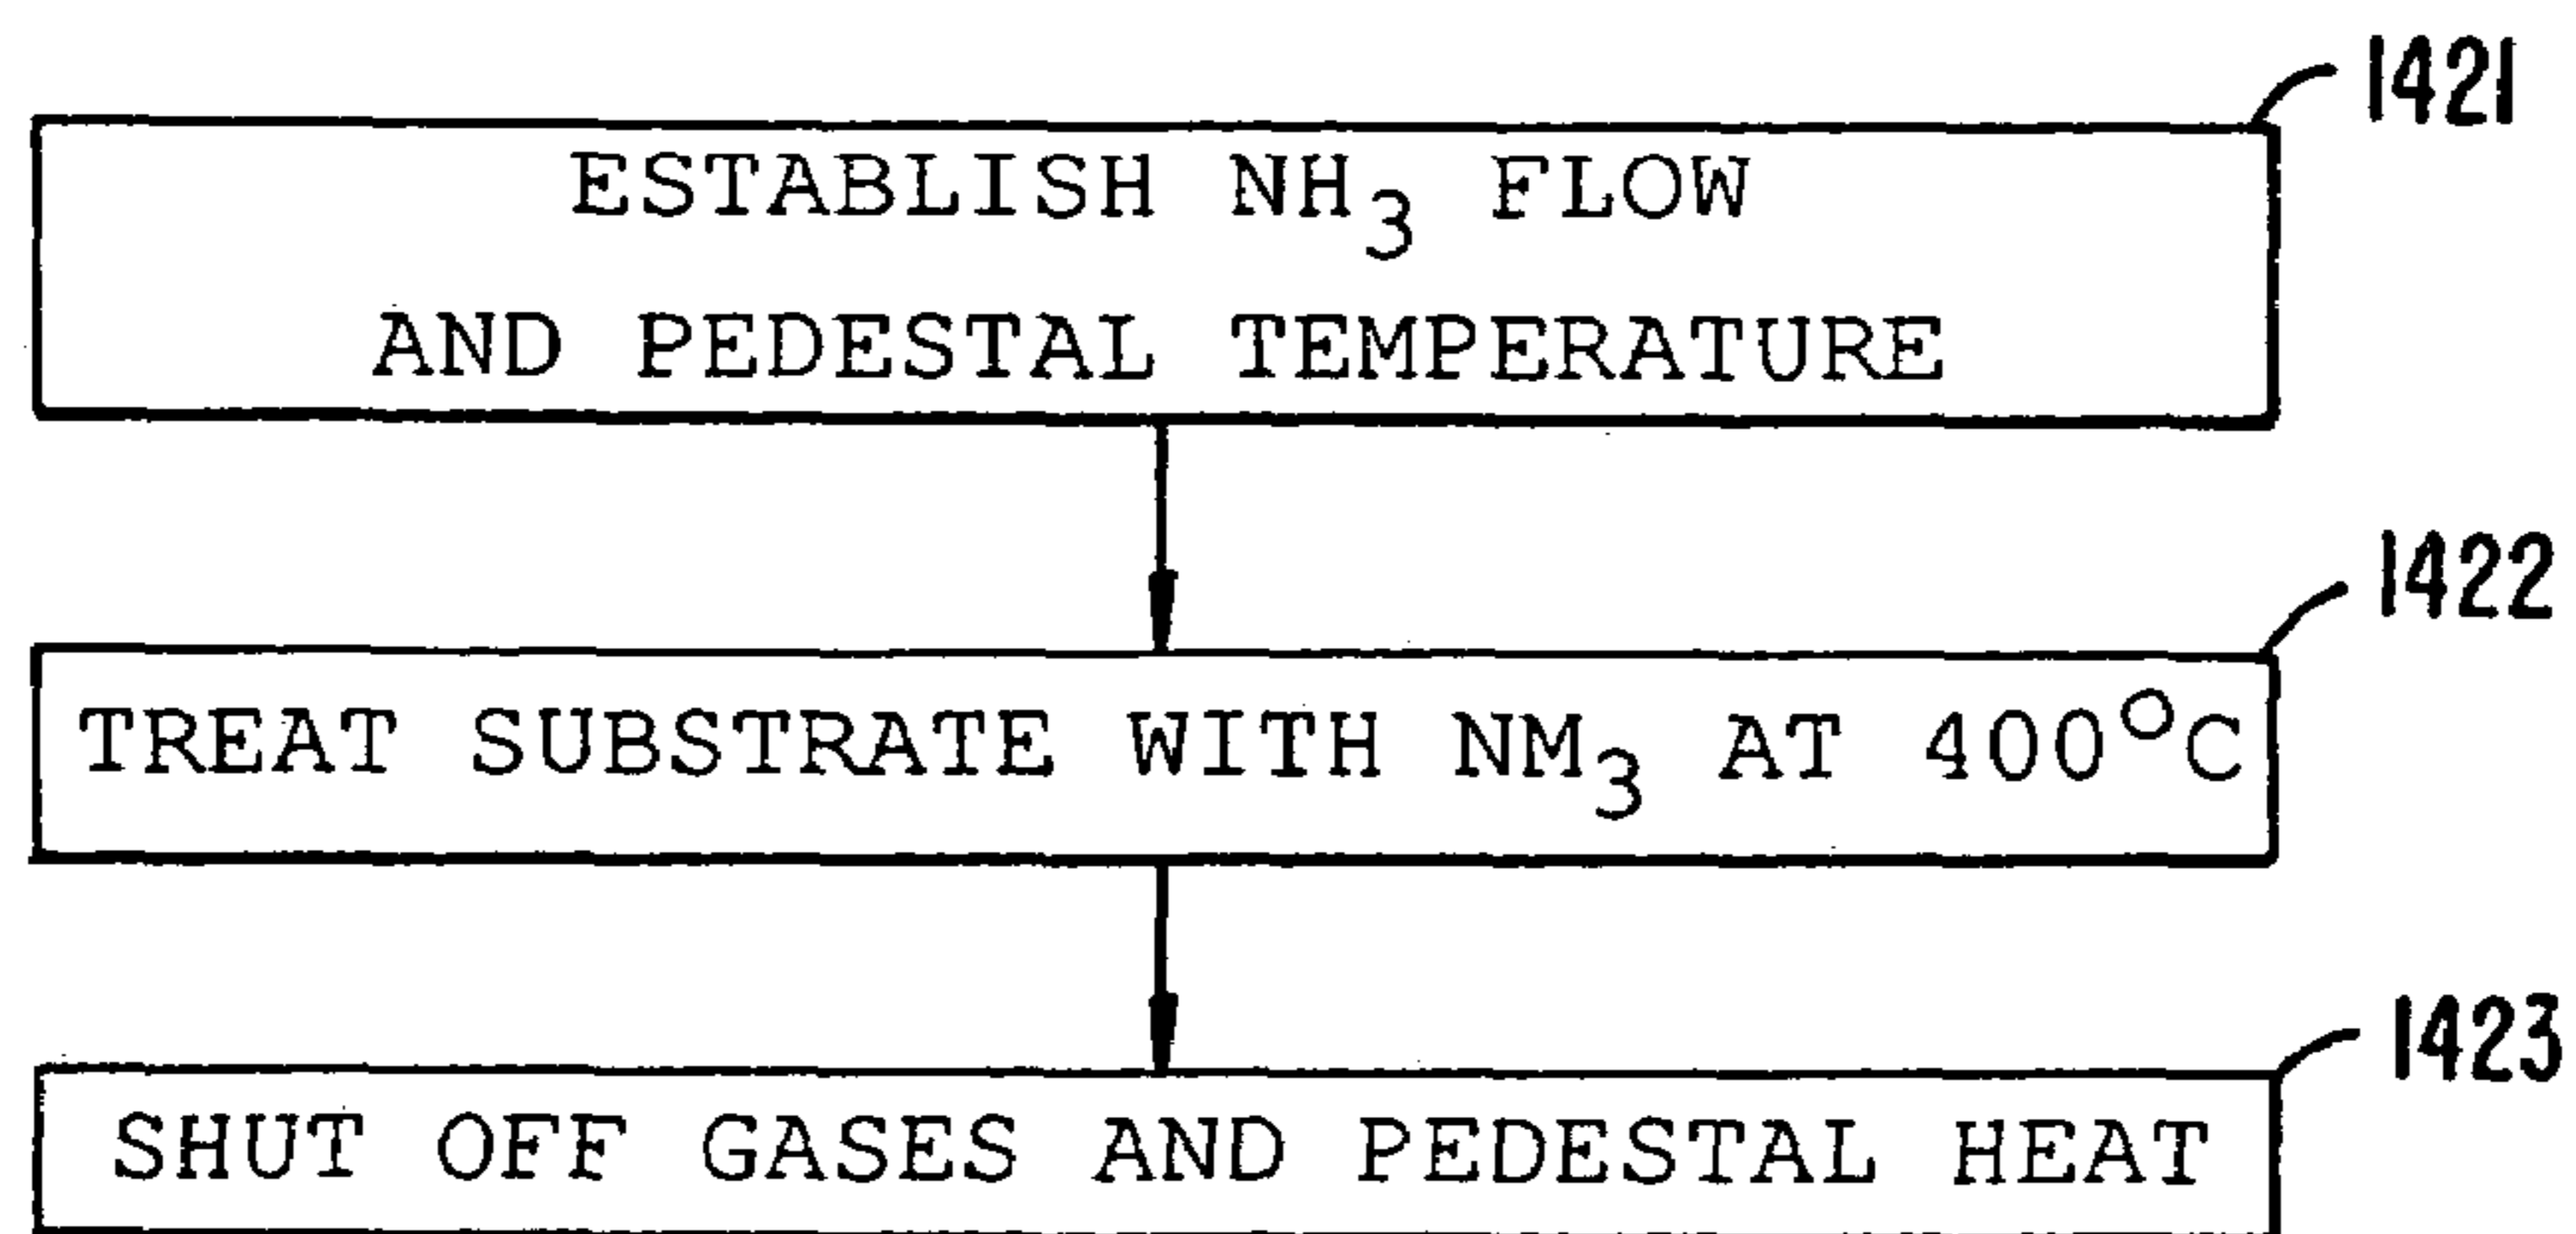 1421
ESTABLISH NH₃ FLOW
AND PEDESTAL TEMPERATURE
1422
TREAT SUBSTRATE WITH NM₃ AT 400°C
1423
SHUT OFF GASES AND PEDESTAL HEAT